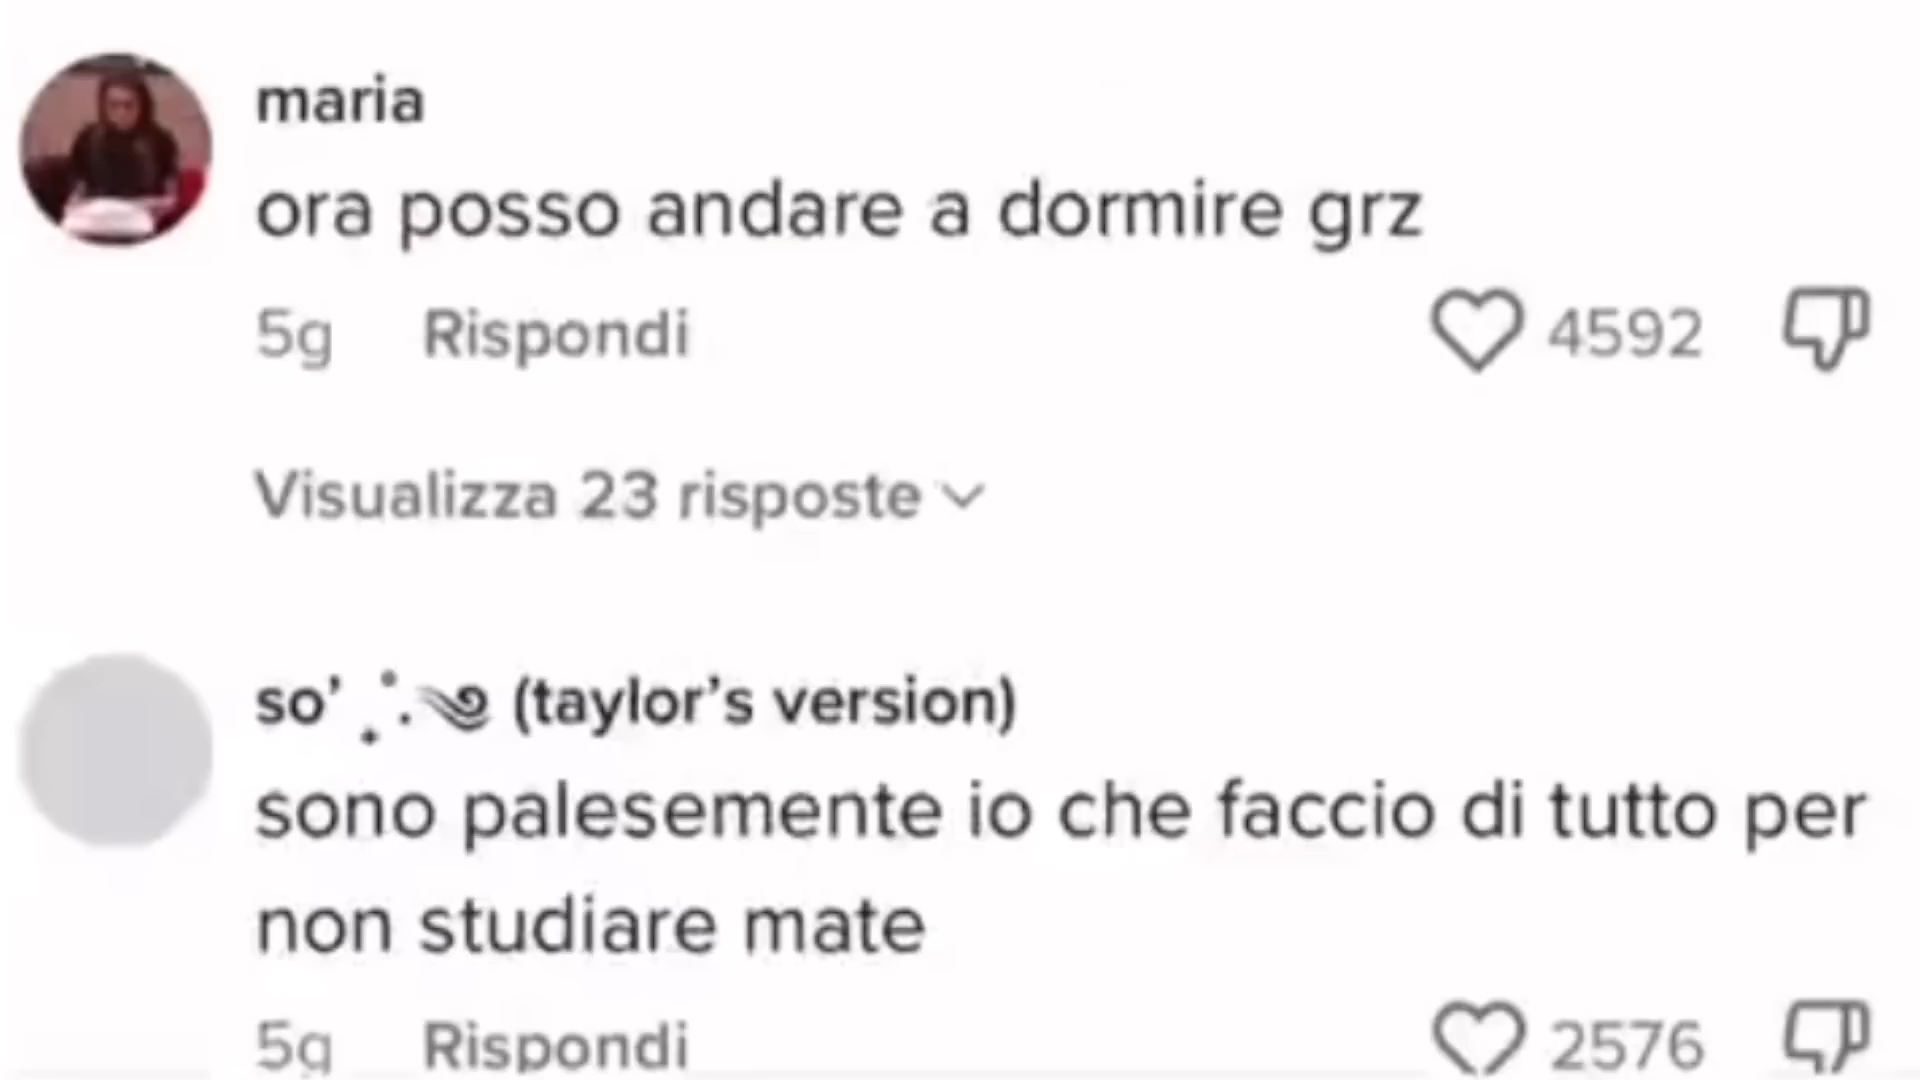 maria
ora posso andare a dormire grz
5g Rispondi 4592
Visualizza 23 risposte
so’ ˖°.༄ (taylor’s version)
sono palesemente io che faccio di tutto per
non studiare mate
5g Rispondi 2576